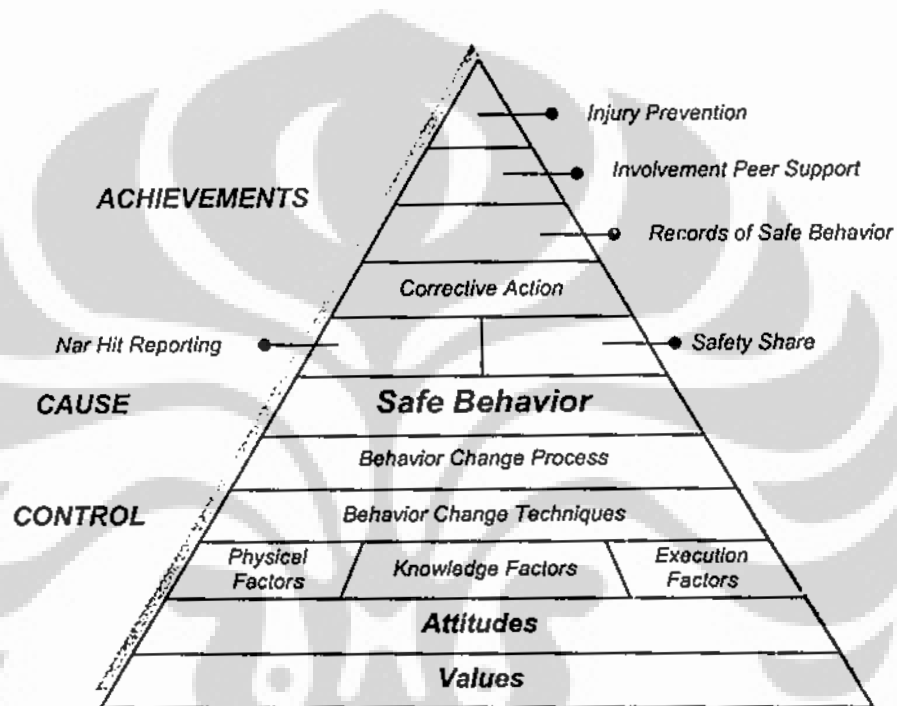 Injury Prevention
Involvement Peer Support
ACHIEVEMENTS
Records of Safe Behavior
Corrective Action
Nar Hit Reporting
Safety Share
CAUSE
Safe Behavior
Behavior Change Process
CONTROL
Behavior Change Techniques
Physical
Factors
Knowledge Factors
Execution
Factors
Attitudes
Values